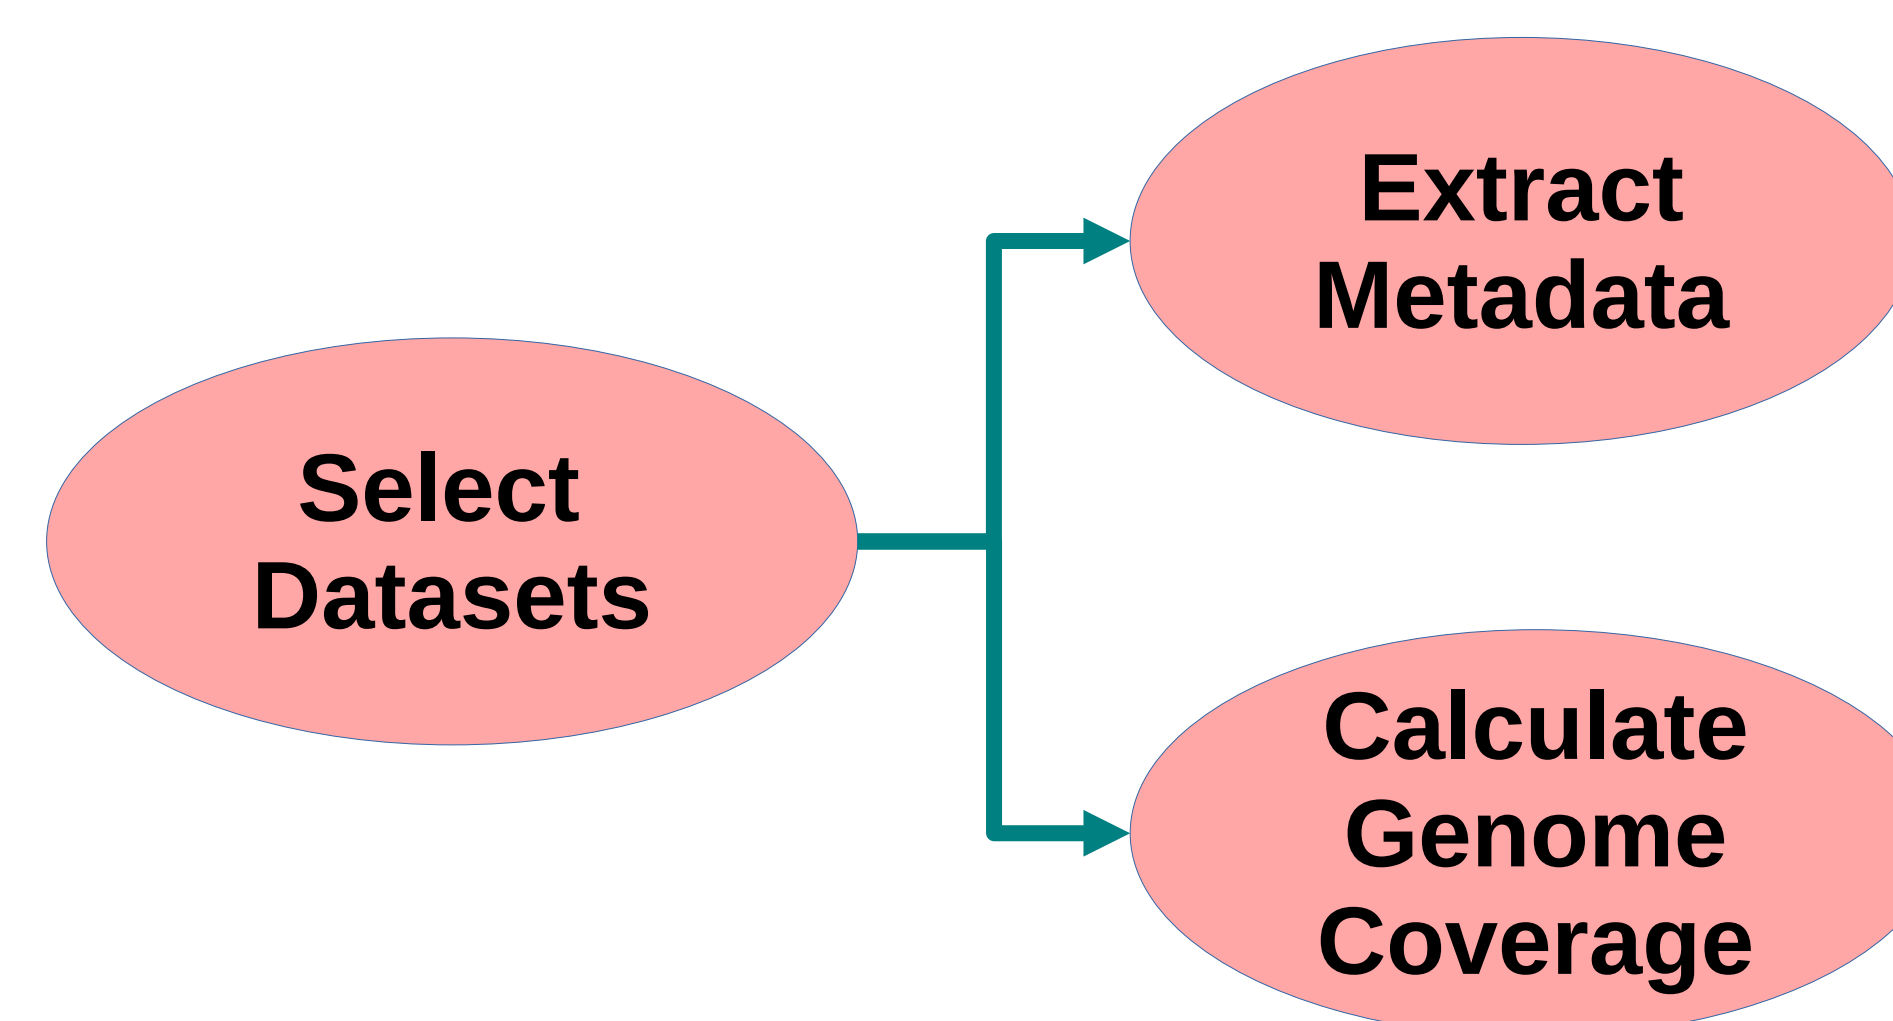 Select
Datasets
Extract
Metadata
Calculate
Genome
Coverage